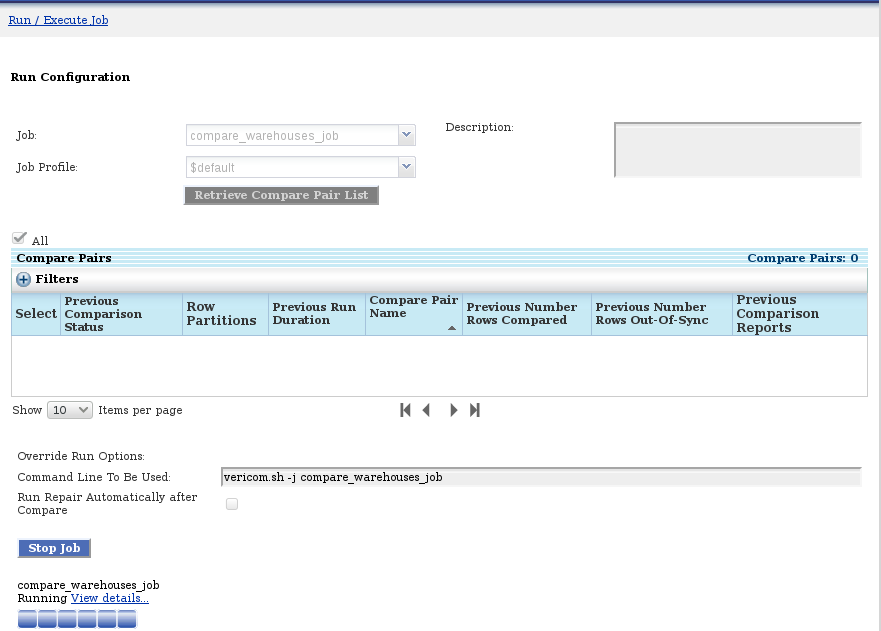 Run / Execute Job
Run Configuration
Job:
compare_warehouses_job
Description:
Job Profile:
$default
Retrieve Compare Pair List
All
Compare Pairs
Compare Pairs: 0
Filters
Select
Previous
Comparison
Status
Row
Partitions
Previous Run
Duration
Compare Pair
Name
Previous Number
Rows Compared
Previous Number
Rows Out-Of-Sync
Previous
Comparison
Reports
Show 10 Items per page
Override Run Options:
Command Line To Be Used:
vericom.sh -j compare_warehouses_job
Run Repair Automatically after
Compare
Stop Job
compare_warehouses_job
Running View details...